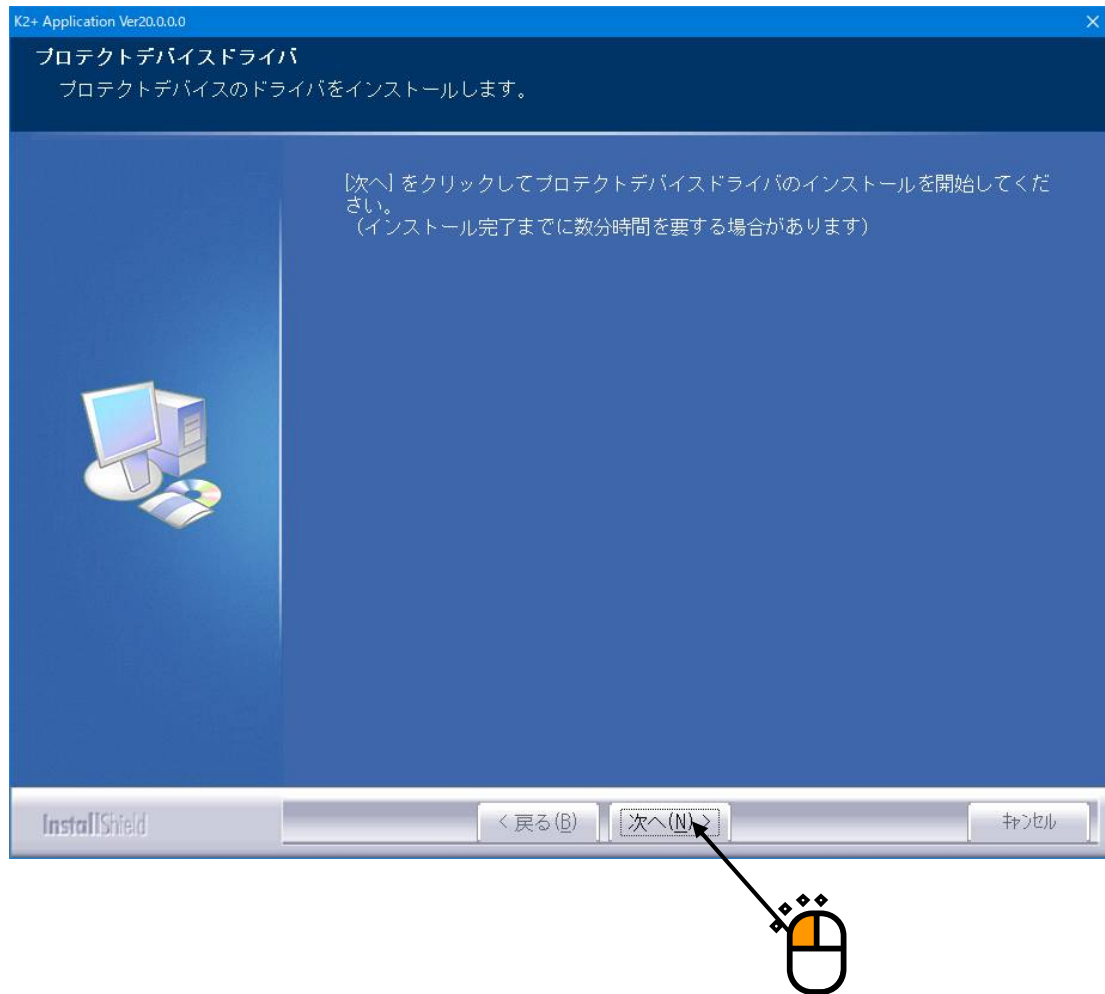 K2+ Application Ver20.0.0.0
プロテクトデバイスドライバ
プロテクトデバイスのドライバをインストールします。
[次へ] をクリックしてプロテクトデバイスドライバのインストールを開始してくだ
さい。
（インストール完了までに数分時間を要する場合があります）
InstallShield
< 戻る(B)
次へ(N) >
ｷｬﾝｾﾙ